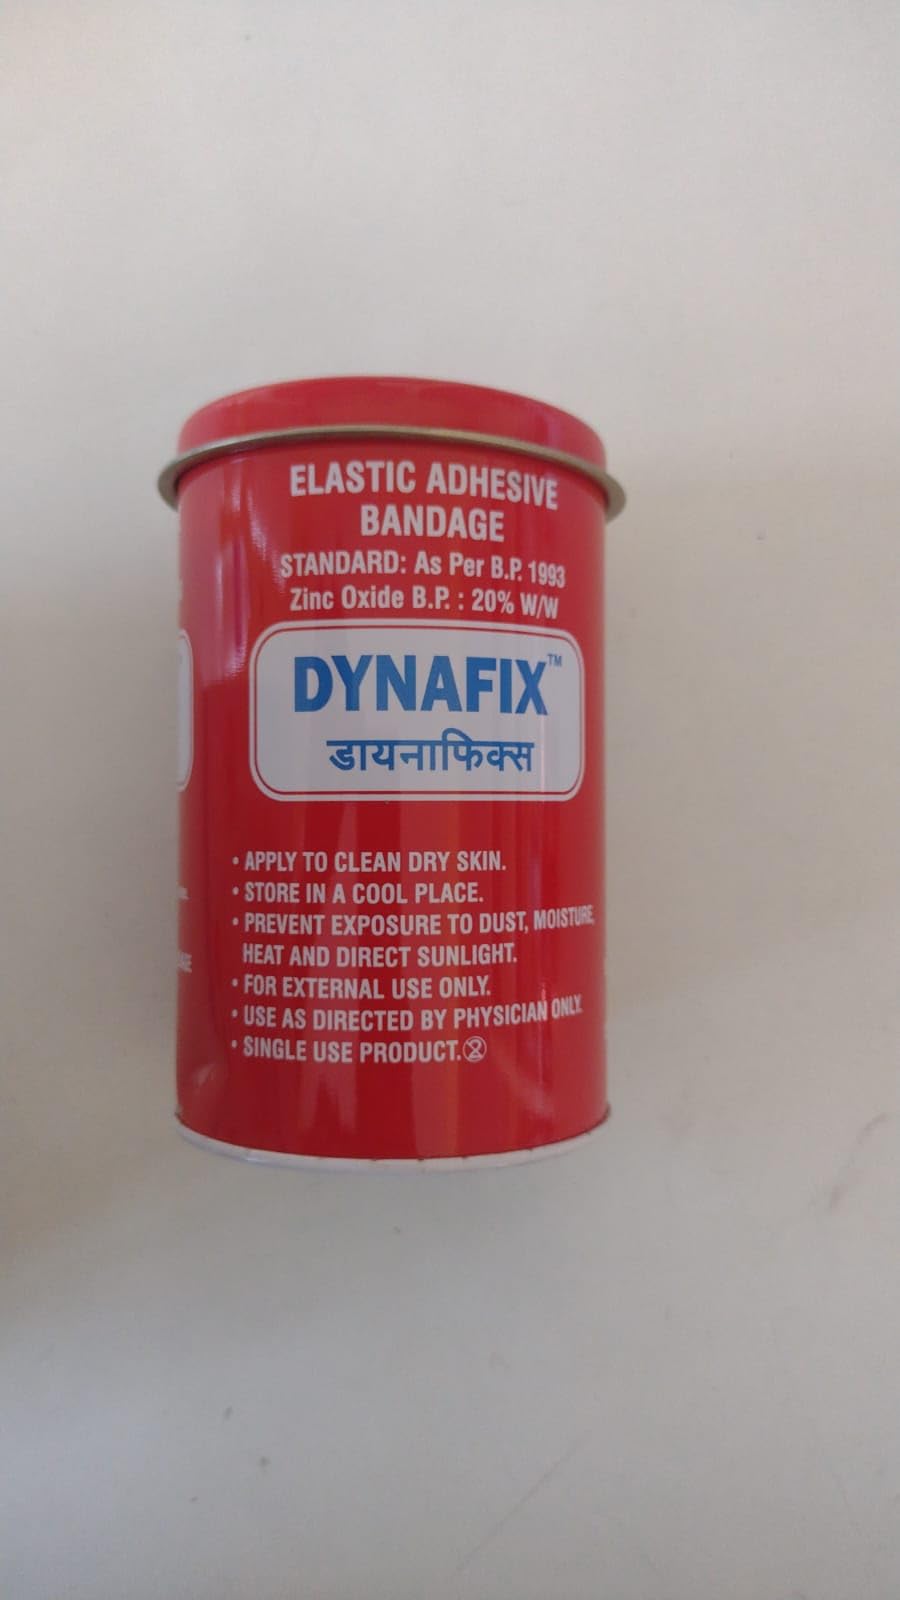 ELASTIC ADHESIVE
BANDAGE
STANDARD: As Per B.P. 1993
Zinc Oxide B.P. : 20% W/W
DYNAFIX™
डायनाफिक्स
• APPLY TO CLEAN DRY SKIN.
• STORE IN A COOL PLACE.
• PREVENT EXPOSURE TO DUST, MOISTURE,
HEAT AND DIRECT SUNLIGHT.
• FOR EXTERNAL USE ONLY.
• USE AS DIRECTED BY PHYSICIAN ONLY.
• SINGLE USE PRODUCT. 2